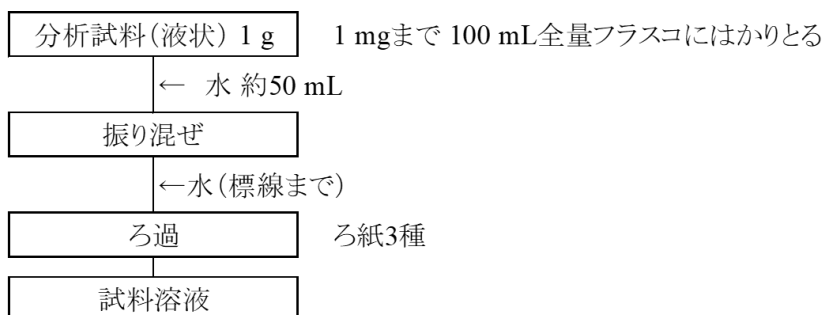 分析試料(液状) 1 g 1 mgまで 100 mL全量フラスコにはかりとる
← 水 約50 mL
振り混ぜ
←水(標線まで)
ろ過 ろ紙3種
試料溶液